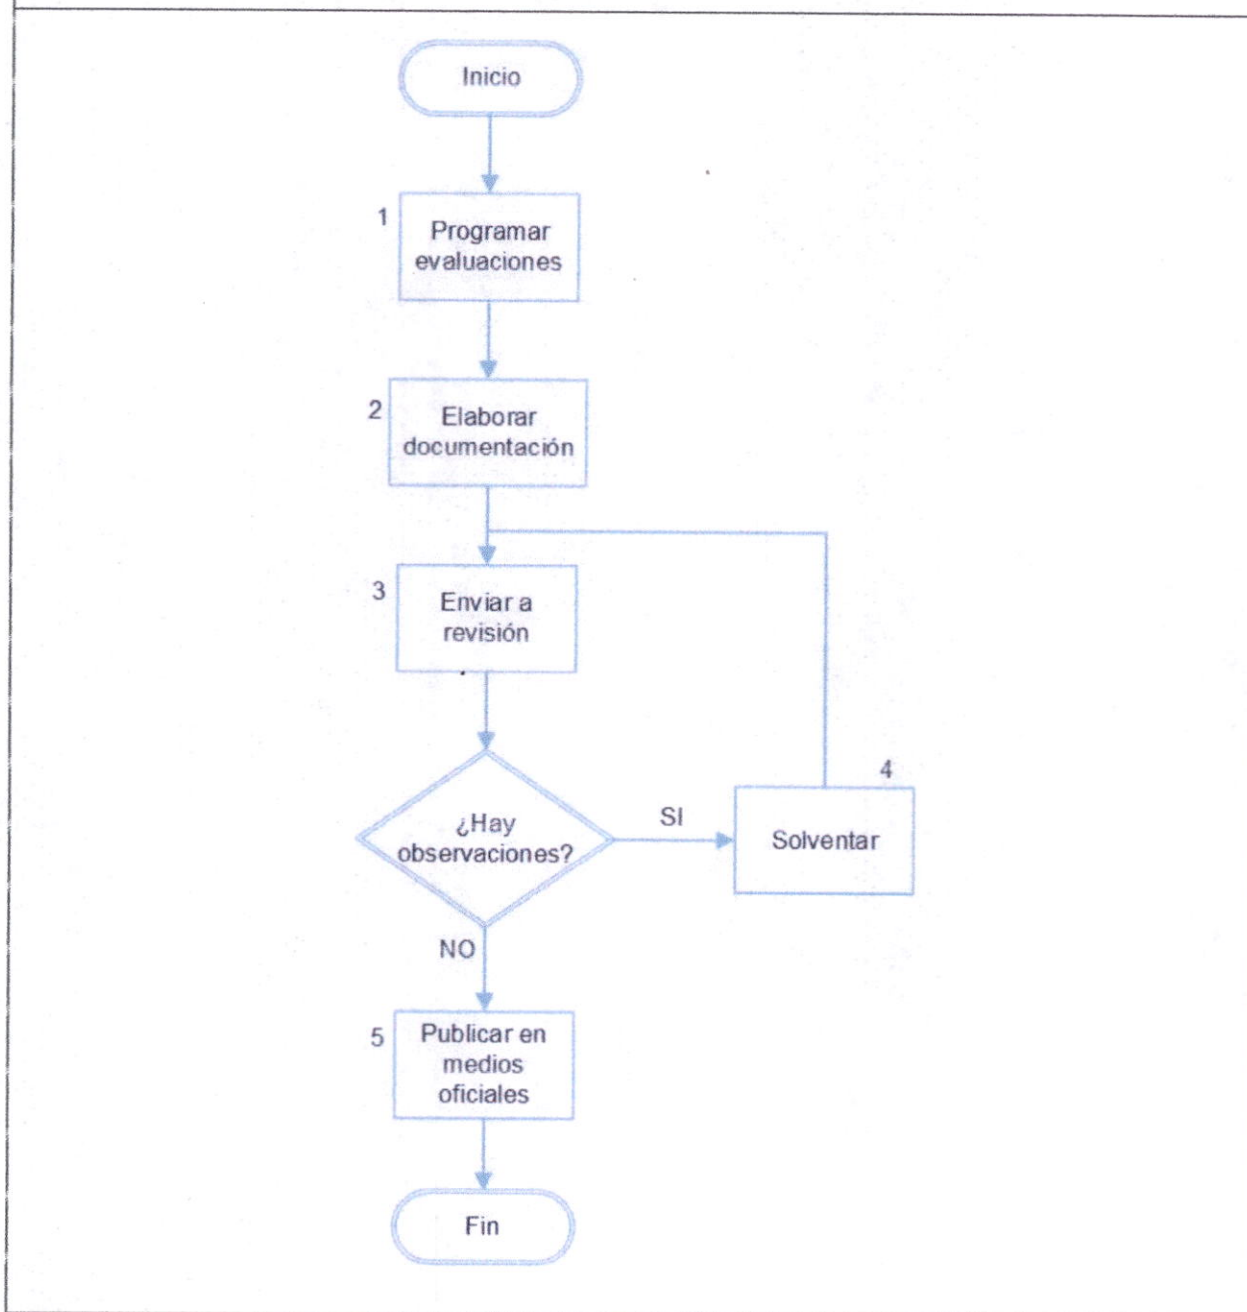 Inicio
1
Programar
evaluaciones
2
Elaborar
documentación
3
Enviar a
revisión
¿Hay
observaciones?
SI
4
Solventar
NO
5
Publicar en
medios
oficiales
Fin